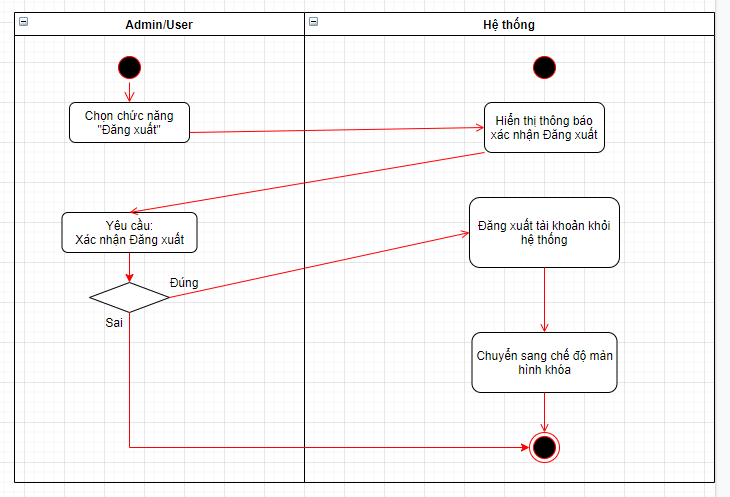 Admin/User
Hệ thống
Chọn chức năng
"Đăng xuất"
Hiển thị thông báo
xác nhận Đăng xuất
Yêu cầu:
Xác nhận Đăng xuất
Đăng xuất tài khoản khỏi
hệ thống
Đúng
Sai
Chuyển sang chế độ màn
hình khóa